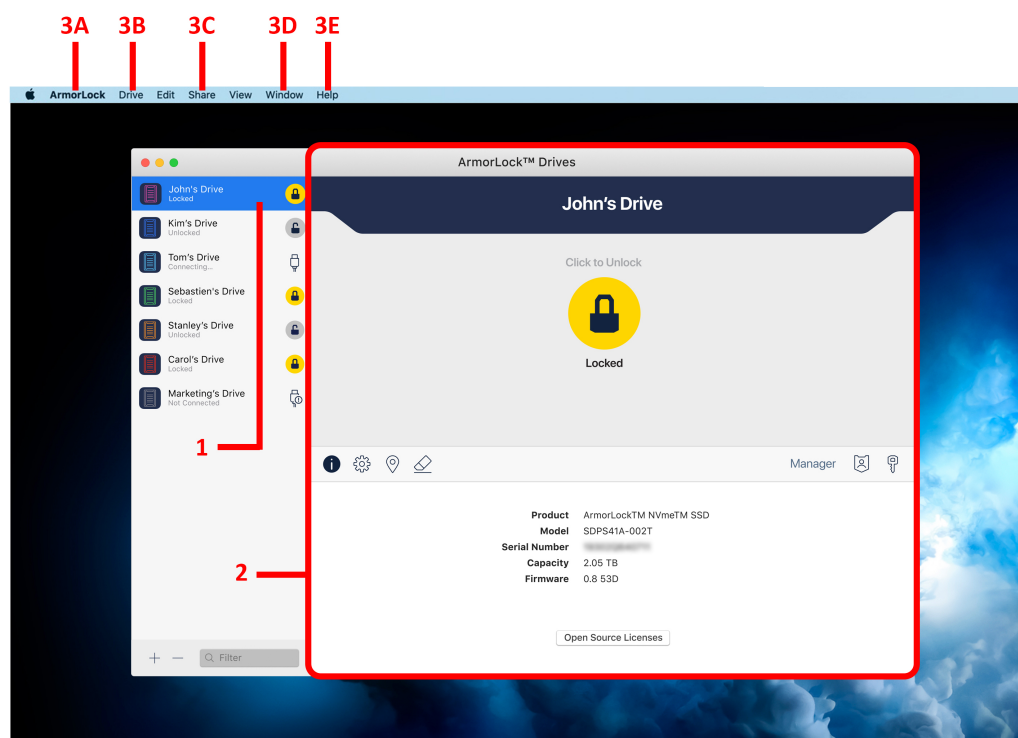 3A 3B 3C 3D 3E
ArmorLock Drive Edit Share View Window Help
ArmorLock™ Drives
John's Drive
Locked
Kim's Drive
Unlocked
Tom's Drive
Connecting...
Sebastien's Drive
Locked
Stanley's Drive
Unlocked
Carol's Drive
Locked
Marketing's Drive
Not Connected
1
2
Filter
John's Drive
Click to Unlock
Locked
Manager
Product ArmorLockTM NVmeTM SSD
Model SDPS41A-002T
Serial Number
Capacity 2.05 TB
Firmware 0.8 53D
Open Source Licenses